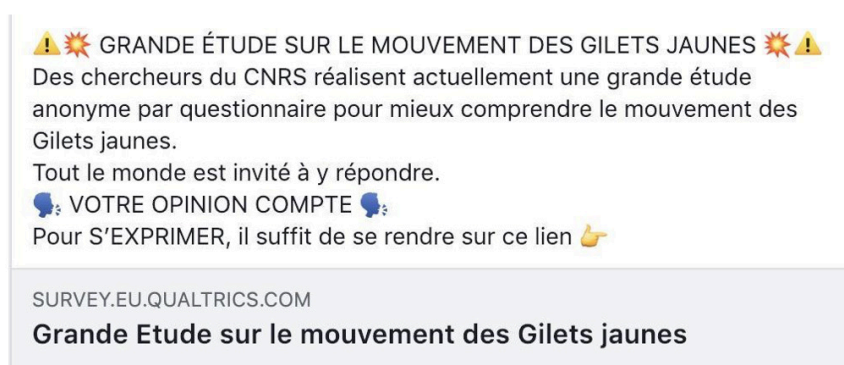 ⚠️💥 GRANDE ÉTUDE SUR LE MOUVEMENT DES GILETS JAUNES 💥⚠️
Des chercheurs du CNRS réalisent actuellement une grande étude
anonyme par questionnaire pour mieux comprendre le mouvement des
Gilets jaunes.
Tout le monde est invité à y répondre.
🗣️ VOTRE OPINION COMPTE 🗣️
Pour S’EXPRIMER, il suffit de se rendre sur ce lien 👉
SURVEY.EU.QUALTRICS.COM
Grande Etude sur le mouvement des Gilets jaunes